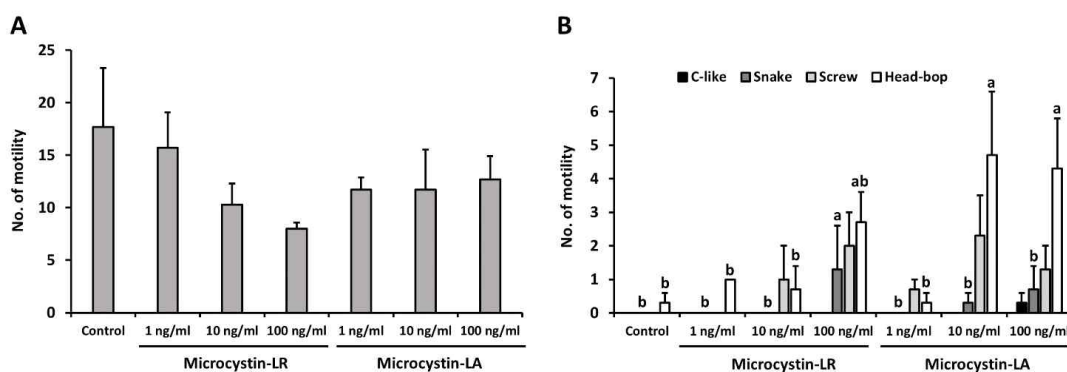 A
No. of motility
25
20
15
10
5
0
Control
1 ng/ml
10 ng/ml
100 ng/ml
1 ng/ml
10 ng/ml
100 ng/ml
Microcystin-LR
Microcystin-LA
B
No. of motility
C-like Snake Screw Head-bop
7
6
5
4
3
2
1
0
b b
b b
b b
a ab
b b
b a
b a
Control
1 ng/ml
10 ng/ml
100 ng/ml
1 ng/ml
10 ng/ml
100 ng/ml
Microcystin-LR
Microcystin-LA